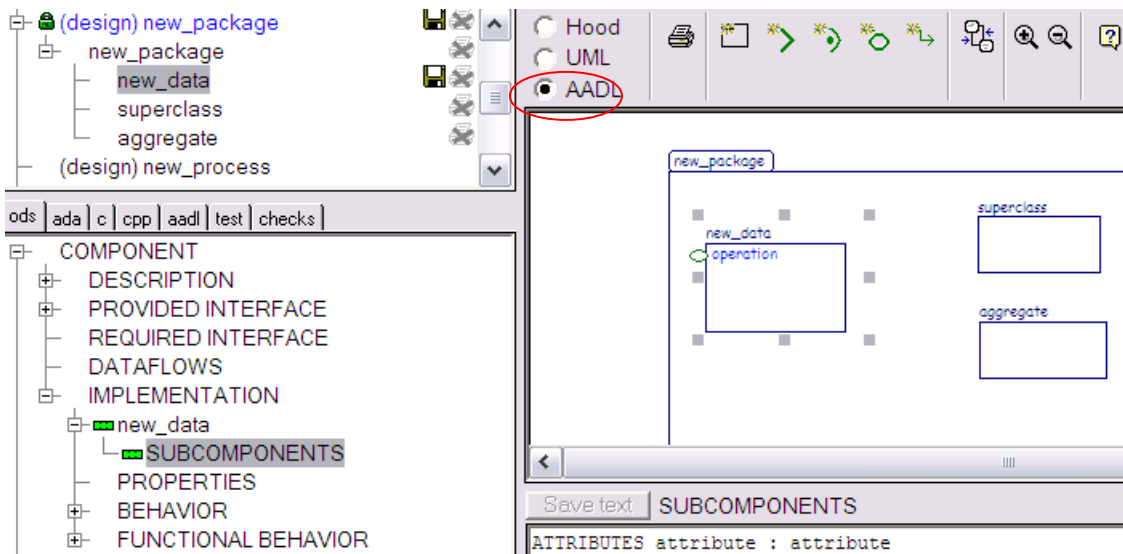 (design) new_package
new_package
new_data
superclass
aggregate
(design) new_process
ods ada c cpp aadl test checks
COMPONENT
DESCRIPTION
PROVIDED INTERFACE
REQUIRED INTERFACE
DATAFLOWS
IMPLEMENTATION
new_data
SUBCOMPONENTS
PROPERTIES
BEHAVIOR
FUNCTIONAL BEHAVIOR
Hood
UML
AADL
new_package
new_data
operation
superclass
aggregate
Save text SUBCOMPONENTS
ATTRIBUTES attribute : attribute